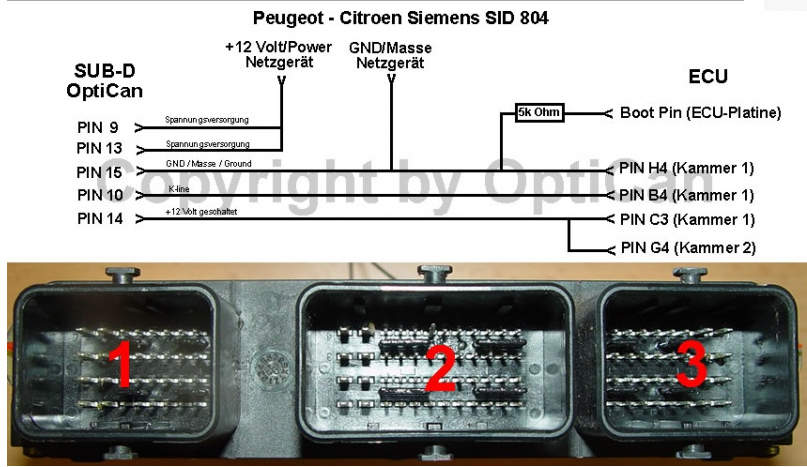 Peugeot - Citroen Siemens SID 804
+12 Volt/Power
Netzgerät
GND/Masse
Netzgerät
SUB-D
OptiCan
ECU
PIN 9
Spannungsversorgung
5k Ohm
Boot Pin (ECU-Platine)
PIN 13
Spannungsversorgung
PIN 15
GND / Masse / Ground
PIN H4 (Kammer 1)
Copyright by OptiCan
PIN 10
K-line
PIN B4 (Kammer 1)
PIN 14
+12 Volt geschaltet
PIN C3 (Kammer 1)
PIN G4 (Kammer 2)
1
2
3